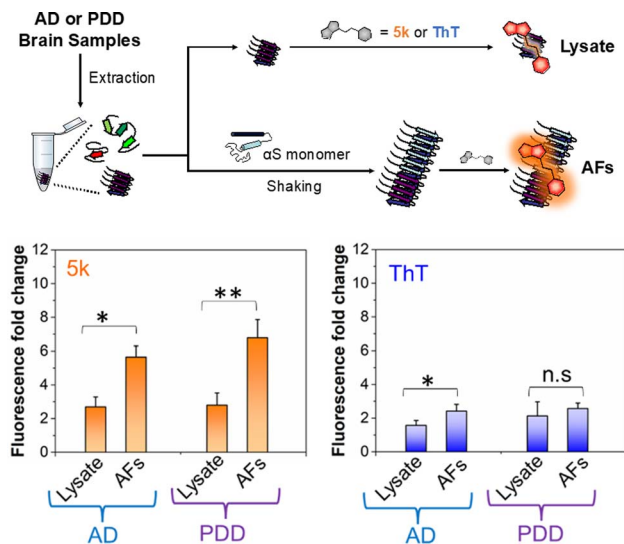 AD or PDD
Brain Samples
Extraction
= 5k or ThT
Lysate
αS monomer
Shaking
AFs
Fluorescence fold change
12
10
8
6
4
2
0
5k
*
**
Lysate
AFs
Lysate
AFs
AD
PDD
Fluorescence fold change
12
10
8
6
4
2
0
ThT
*
n.s
Lysate
AFs
Lysate
AFs
AD
PDD